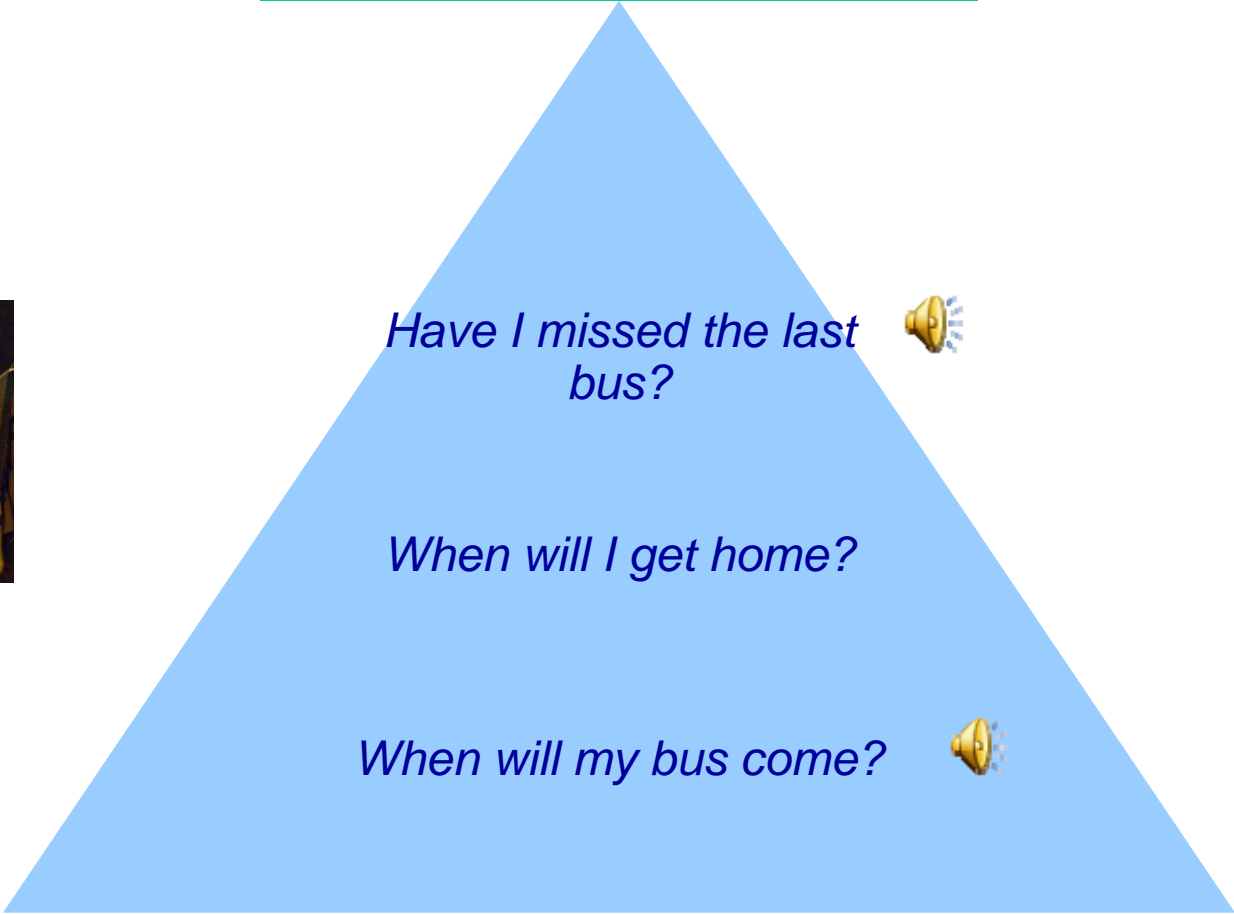 Have I missed the last
bus?
When will I get home?
When will my bus come?